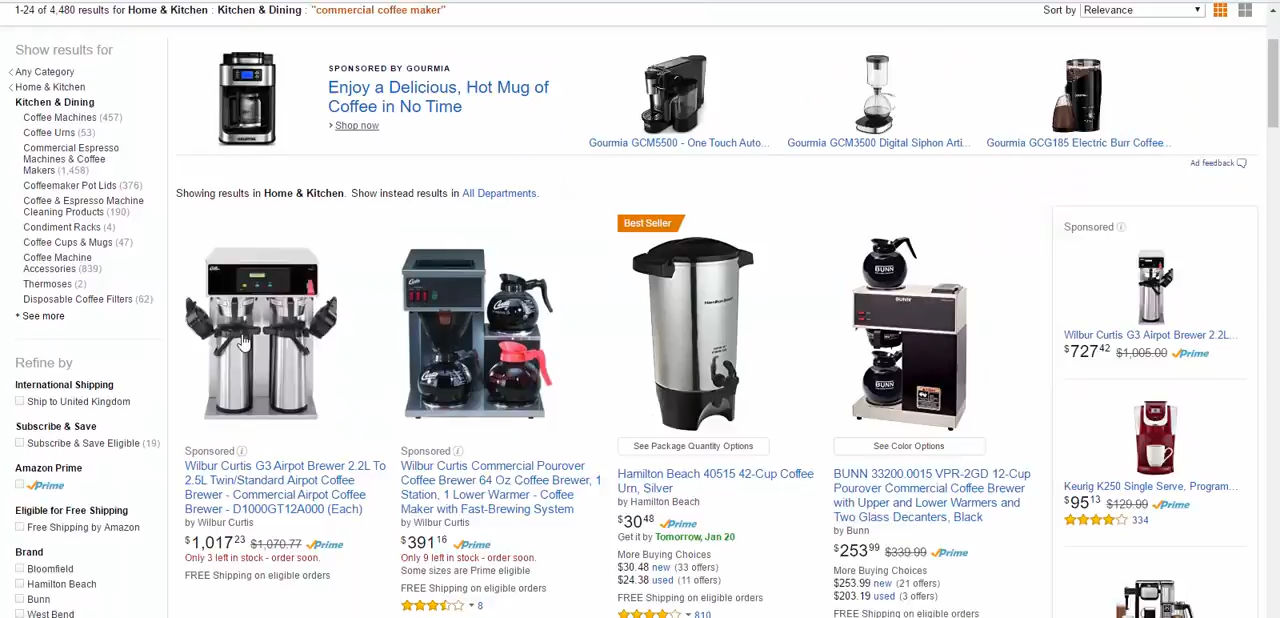 1-24 of 4,480 results for Home & Kitchen : Kitchen & Dining : "commercial coffee maker"
Sort by Relevance
Show results for
Any Category
Home & Kitchen
Kitchen & Dining
Coffee Machines (457)
Coffee Urns (53)
Commercial Espresso
Machines & Coffee
Makers (1,458)
Coffeemaker Pot Lids (376)
Coffee & Espresso Machine
Cleaning Products (190)
Condiment Racks (4)
Coffee Cups & Mugs (47)
Coffee Machine
Accessories (839)
Thermoses (2)
Disposable Coffee Filters (62)
See more
Refine by
International Shipping
Ship to United Kingdom
Subscribe & Save
Subscribe & Save Eligible (19)
Amazon Prime
Prime
Eligible for Free Shipping
Free Shipping by Amazon
Brand
Bloomfield
Hamilton Beach
Bunn
West Bend
SPONSORED BY GOURMIA
Enjoy a Delicious, Hot Mug of
Coffee in No Time
Shop now
Gourmia GCM5500 - One Touch Auto...
Gourmia GCM3500 Digital Siphon Arti...
Gourmia GCG185 Electric Burr Coffee...
Ad feedback
Showing results in Home & Kitchen. Show instead results in All Departments.
Sponsored
Wilbur Curtis G3 Airpot Brewer 2.2L To
2.5L Twin/Standard Airpot Coffee
Brewer - Commercial Airpot Coffee
Brewer - D1000GT12A000 (Each)
by Wilbur Curtis
$1,017 23 $1,070.77 Prime
Only 3 left in stock - order soon.
FREE Shipping on eligible orders
Sponsored
Wilbur Curtis Commercial Pourover
Coffee Brewer 64 Oz Coffee Brewer, 1
Station, 1 Lower Warmer - Coffee
Maker with Fast-Brewing System
by Wilbur Curtis
$391 16 Prime
Only 9 left in stock - order soon.
Some sizes are Prime eligible
FREE Shipping on eligible orders
8
Best Seller
Hamilton Beach
See Package Quantity Options
Hamilton Beach 40515 42-Cup Coffee
Urn, Silver
by Hamilton Beach
$30 48 Prime
Get it by Tomorrow, Jan 20
More Buying Choices
$30.48 new (33 offers)
$24.38 used (11 offers)
FREE Shipping on eligible orders
810
BUNN
BUNN
BUNN
See Color Options
BUNN 33200.0015 VPR-2GD 12-Cup
Pourover Commercial Coffee Brewer
with Upper and Lower Warmers and
Two Glass Decanters, Black
by Bunn
$253 99 $339.99 Prime
More Buying Choices
$253.99 new (21 offers)
$203.19 used (3 offers)
FREE Shipping on eligible orders
Sponsored
Wilbur Curtis G3 Airpot Brewer 2.2L...
$727 42 $1,005.00 Prime
Keurig K250 Single Serve, Program...
$95 13 $129.99 Prime
334